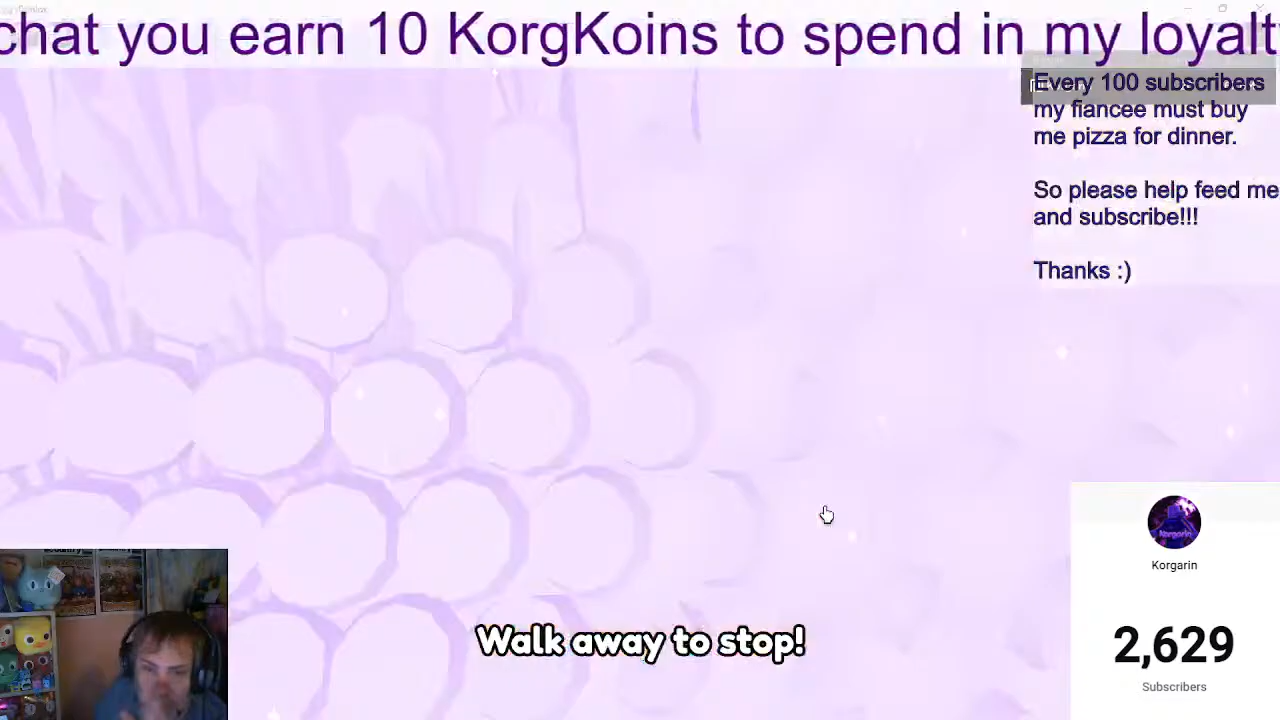 chat you earn 10 KorgKoins to spend in my loyalt
Every 100 subscribers
my fiancee must buy
me pizza for dinner.
So please help feed me
and subscribe!!!
Thanks :)
Korgarin
2,629
Subscribers
Walk away to stop!